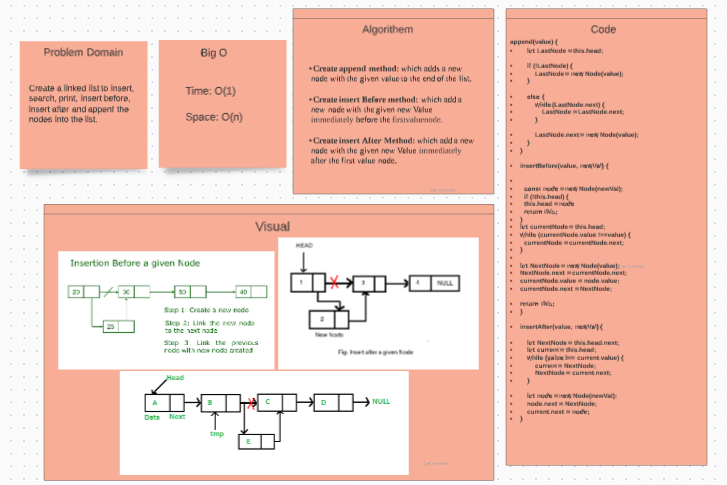 Problem Domain
Create a linked list to insert,
search, print, insert before,
insert after and append the
nodes into the list.
Big O
Time: O(1)
Space: O(n)
Algorithem
• Create append method: which adds a new
node with the given value to the end of the list.
• Create insert Before method: which add a
new node with the given new Value
immediately before the firstvaluenode.
• Create insert After Method: which add a new
node with the given new Value immediately
after the first value node.
Visual
Insertion Before a given Node
20
30
50
40
25
Step 1: Create a new node
Step 2: Link the new node
to the next node
Step 3: Link the previous
node with new node created
HEAD
1
3
4
NULL
2
New Node
Fig. Insert after a given Node
Head
A
B
C
D
NULL
Data Next
tmp
E
Code
append(value) {
• let LastNode = this.head;
• if (!LastNode) {
• LastNode = new Node(value);
• }
• else {
• While (LastNode.next) {
• LastNode = LastNode.next;
• }
• LastNode.next = new Node(value);
• }
• }
• insertBefore(value, newVal) {
•
• const node = new Node(newVal);
• if (!this.head) {
• this.head = node
• return this;
• }
• let currentNode = this.head;
• While (currentNode.value !==value) {
• currentNode = currentNode.next;
• }
•
• let NextNode = new Node(value);
• NextNode.next = currentNode.next;
• currentNode.value = node.value;
• currentNode.next = NextNode;
• return this;
• }
• insertAfter(value, newVal) {
• let NextNode = this.head.next;
• let current = this.head;
• While (value !== current.value) {
• current = NextNode;
• NextNode = current.next;
• }
• let node = new Node(newVal);
• node.next = NextNode;
• current.next = node;
• }